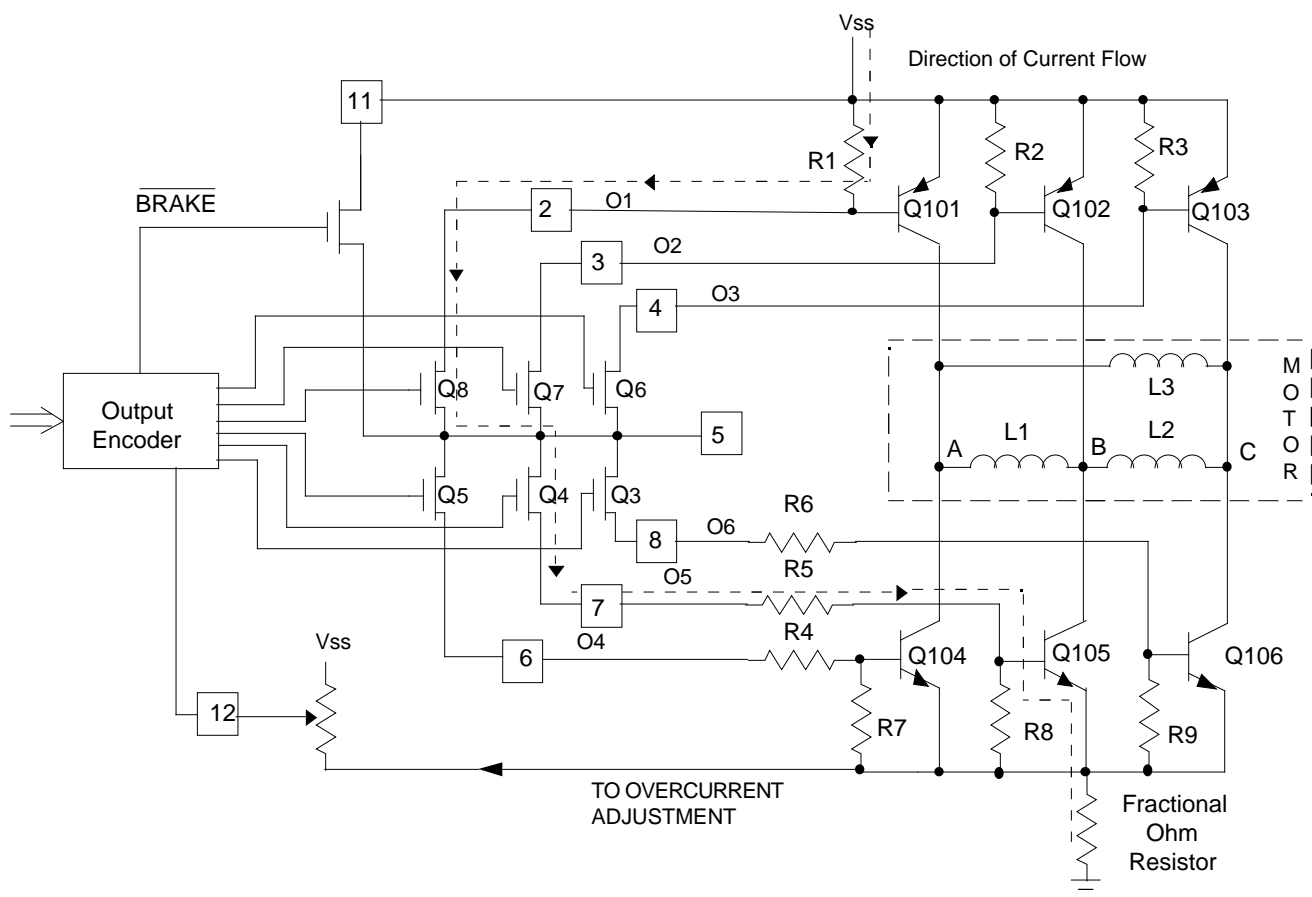 Vss
Direction of Current Flow
11
R1
R2
R3
BRAKE
2
O1
Q101
Q102
Q103
3
O2
4
O3
Q8
Q7
Q6
L3
MOTOR
Output
Encoder
5
A
L1
B
L2
C
Q5
Q4
Q3
R6
8
O6
R5
O5
7
O4
R4
Vss
6
Q104
Q105
Q106
12
R7
R8
R9
TO OVERCURRENT
ADJUSTMENT
Fractional
Ohm
Resistor